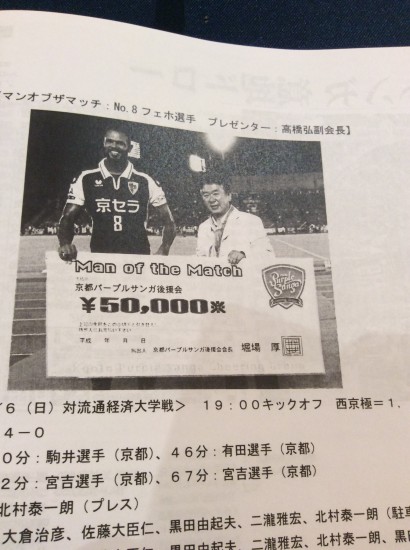 マンオブザマッチ：No.8フェホ選手　プレゼンター：高橋弘副会長】
京セラ
8
Man of the Match
京都パープルサンガ後援会
¥50,000※
Purple
Sanga
平成　年　月　日
京都パープルサンガ後援会会長　堀場 厚
6（日）対流通経済大学戦＞　19：00キックオフ　西京極＝1.
4－0
0分：駒井選手（京都）、46分：有田選手（京都）
2分：宮吉選手（京都）、67分：宮吉選手（京都）
北村泰一朗（プレス）
大倉治彦、佐藤大臣仁、黒田由起夫、二瀧雅宏、北村泰一朗（駐車